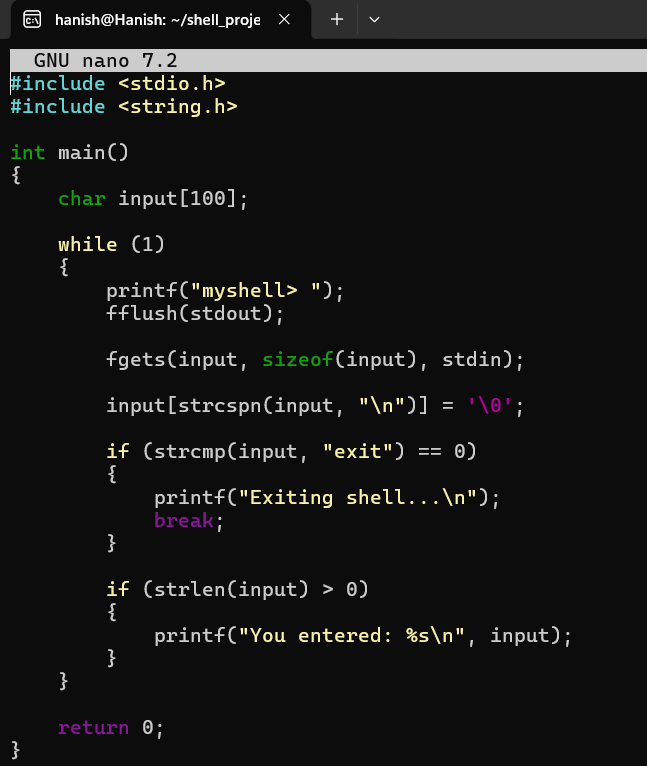 hanish@Hanish: ~/shell_proje
GNU nano 7.2
#include <stdio.h>
#include <string.h>

int main()
{
    char input[100];

    while (1)
    {
        printf("myshell> ");
        fflush(stdout);

        fgets(input, sizeof(input), stdin);

        input[strcspn(input, "\n")] = '\0';

        if (strcmp(input, "exit") == 0)
        {
            printf("Exiting shell...\n");
            break;
        }

        if (strlen(input) > 0)
        {
            printf("You entered: %s\n", input);
        }
    }

    return 0;
}